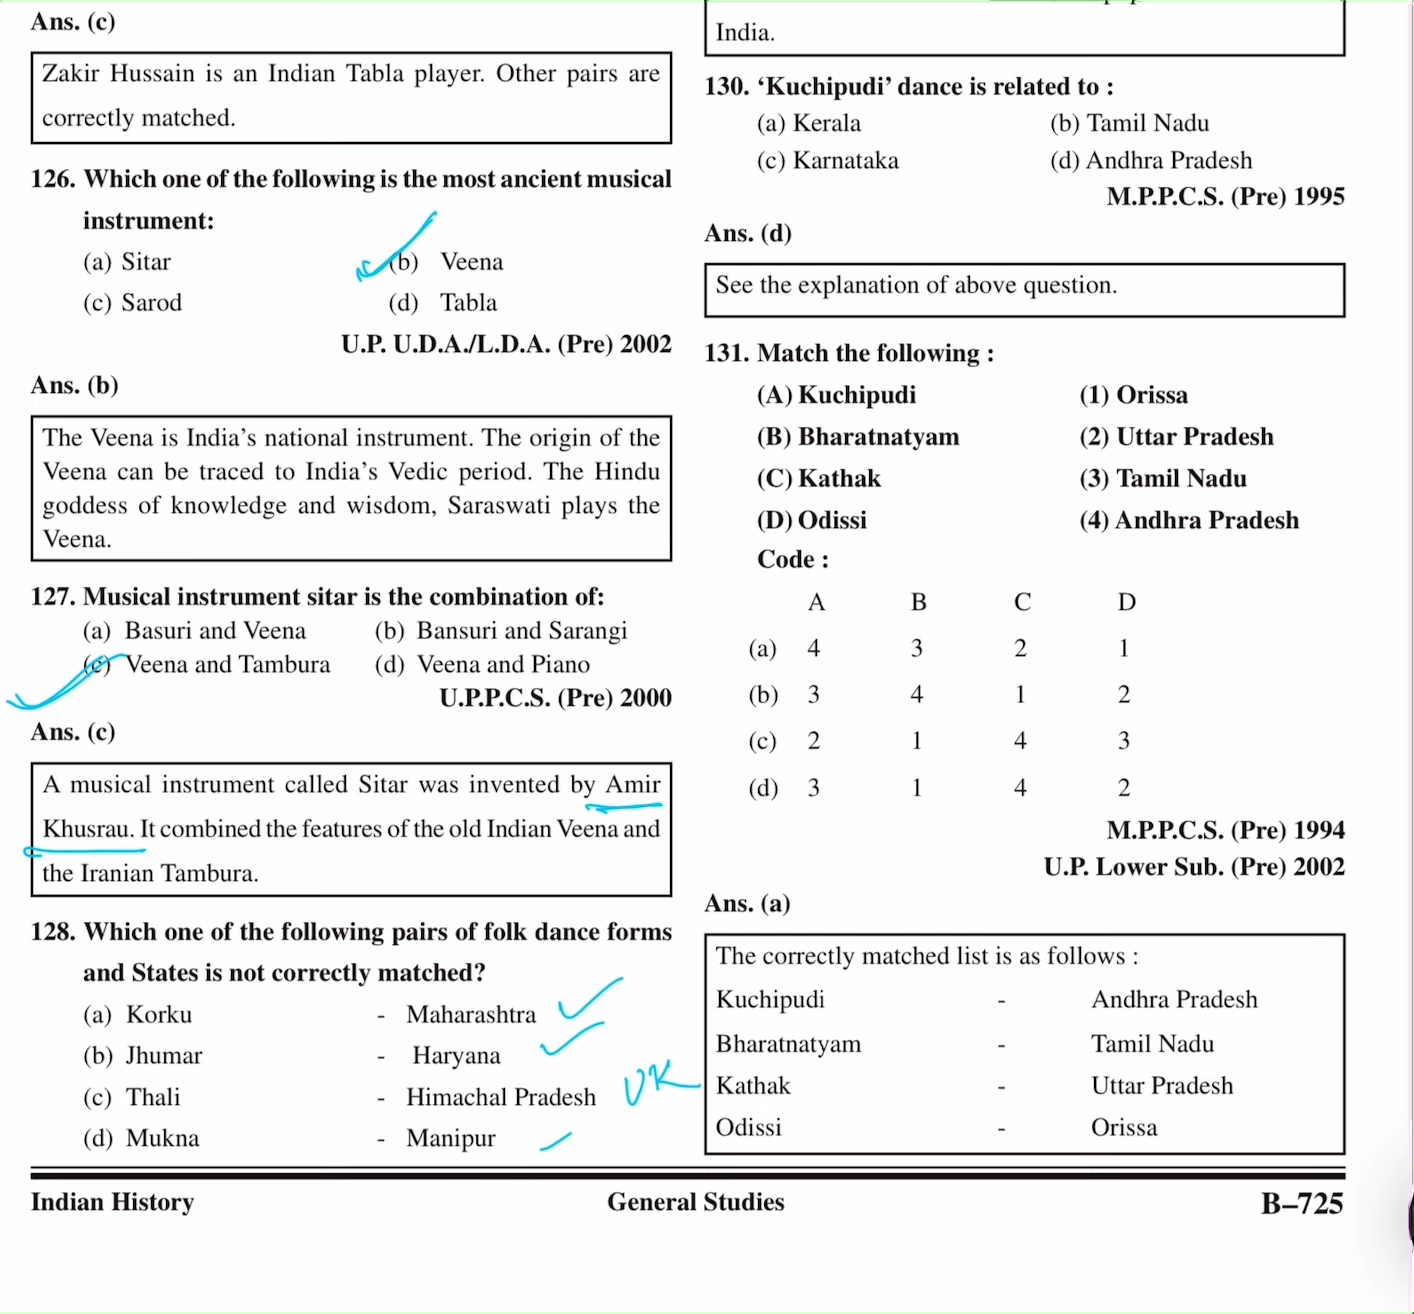 Ans. (c)
Zakir Hussain is an Indian Tabla player. Other pairs are
correctly matched.
126. Which one of the following is the most ancient musical
instrument:
(a) Sitar (b) Veena
(c) Sarod (d) Tabla
U.P. U.D.A./L.D.A. (Pre) 2002
Ans. (b)
The Veena is India's national instrument. The origin of the
Veena can be traced to India's Vedic period. The Hindu
goddess of knowledge and wisdom, Saraswati plays the
Veena.
127. Musical instrument sitar is the combination of:
(a) Basuri and Veena (b) Bansuri and Sarangi
(c) Veena and Tambura (d) Veena and Piano
U.P.P.C.S. (Pre) 2000
Ans. (c)
A musical instrument called Sitar was invented by Amir
Khusrau. It combined the features of the old Indian Veena and
the Iranian Tambura.
128. Which one of the following pairs of folk dance forms
and States is not correctly matched?
(a) Korku - Maharashtra
(b) Jhumar - Haryana
(c) Thali - Himachal Pradesh UK
(d) Mukna - Manipur
India.
130. ‘Kuchipudi’ dance is related to :
(a) Kerala (b) Tamil Nadu
(c) Karnataka (d) Andhra Pradesh
M.P.P.C.S. (Pre) 1995
Ans. (d)
See the explanation of above question.
131. Match the following :
(A) Kuchipudi (1) Orissa
(B) Bharatnatyam (2) Uttar Pradesh
(C) Kathak (3) Tamil Nadu
(D) Odissi (4) Andhra Pradesh
Code :
A B C D
(a) 4 3 2 1
(b) 3 4 1 2
(c) 2 1 4 3
(d) 3 1 4 2
M.P.P.C.S. (Pre) 1994
U.P. Lower Sub. (Pre) 2002
Ans. (a)
The correctly matched list is as follows :
Kuchipudi - Andhra Pradesh
Bharatnatyam - Tamil Nadu
Kathak - Uttar Pradesh
Odissi - Orissa
Indian History General Studies B–725